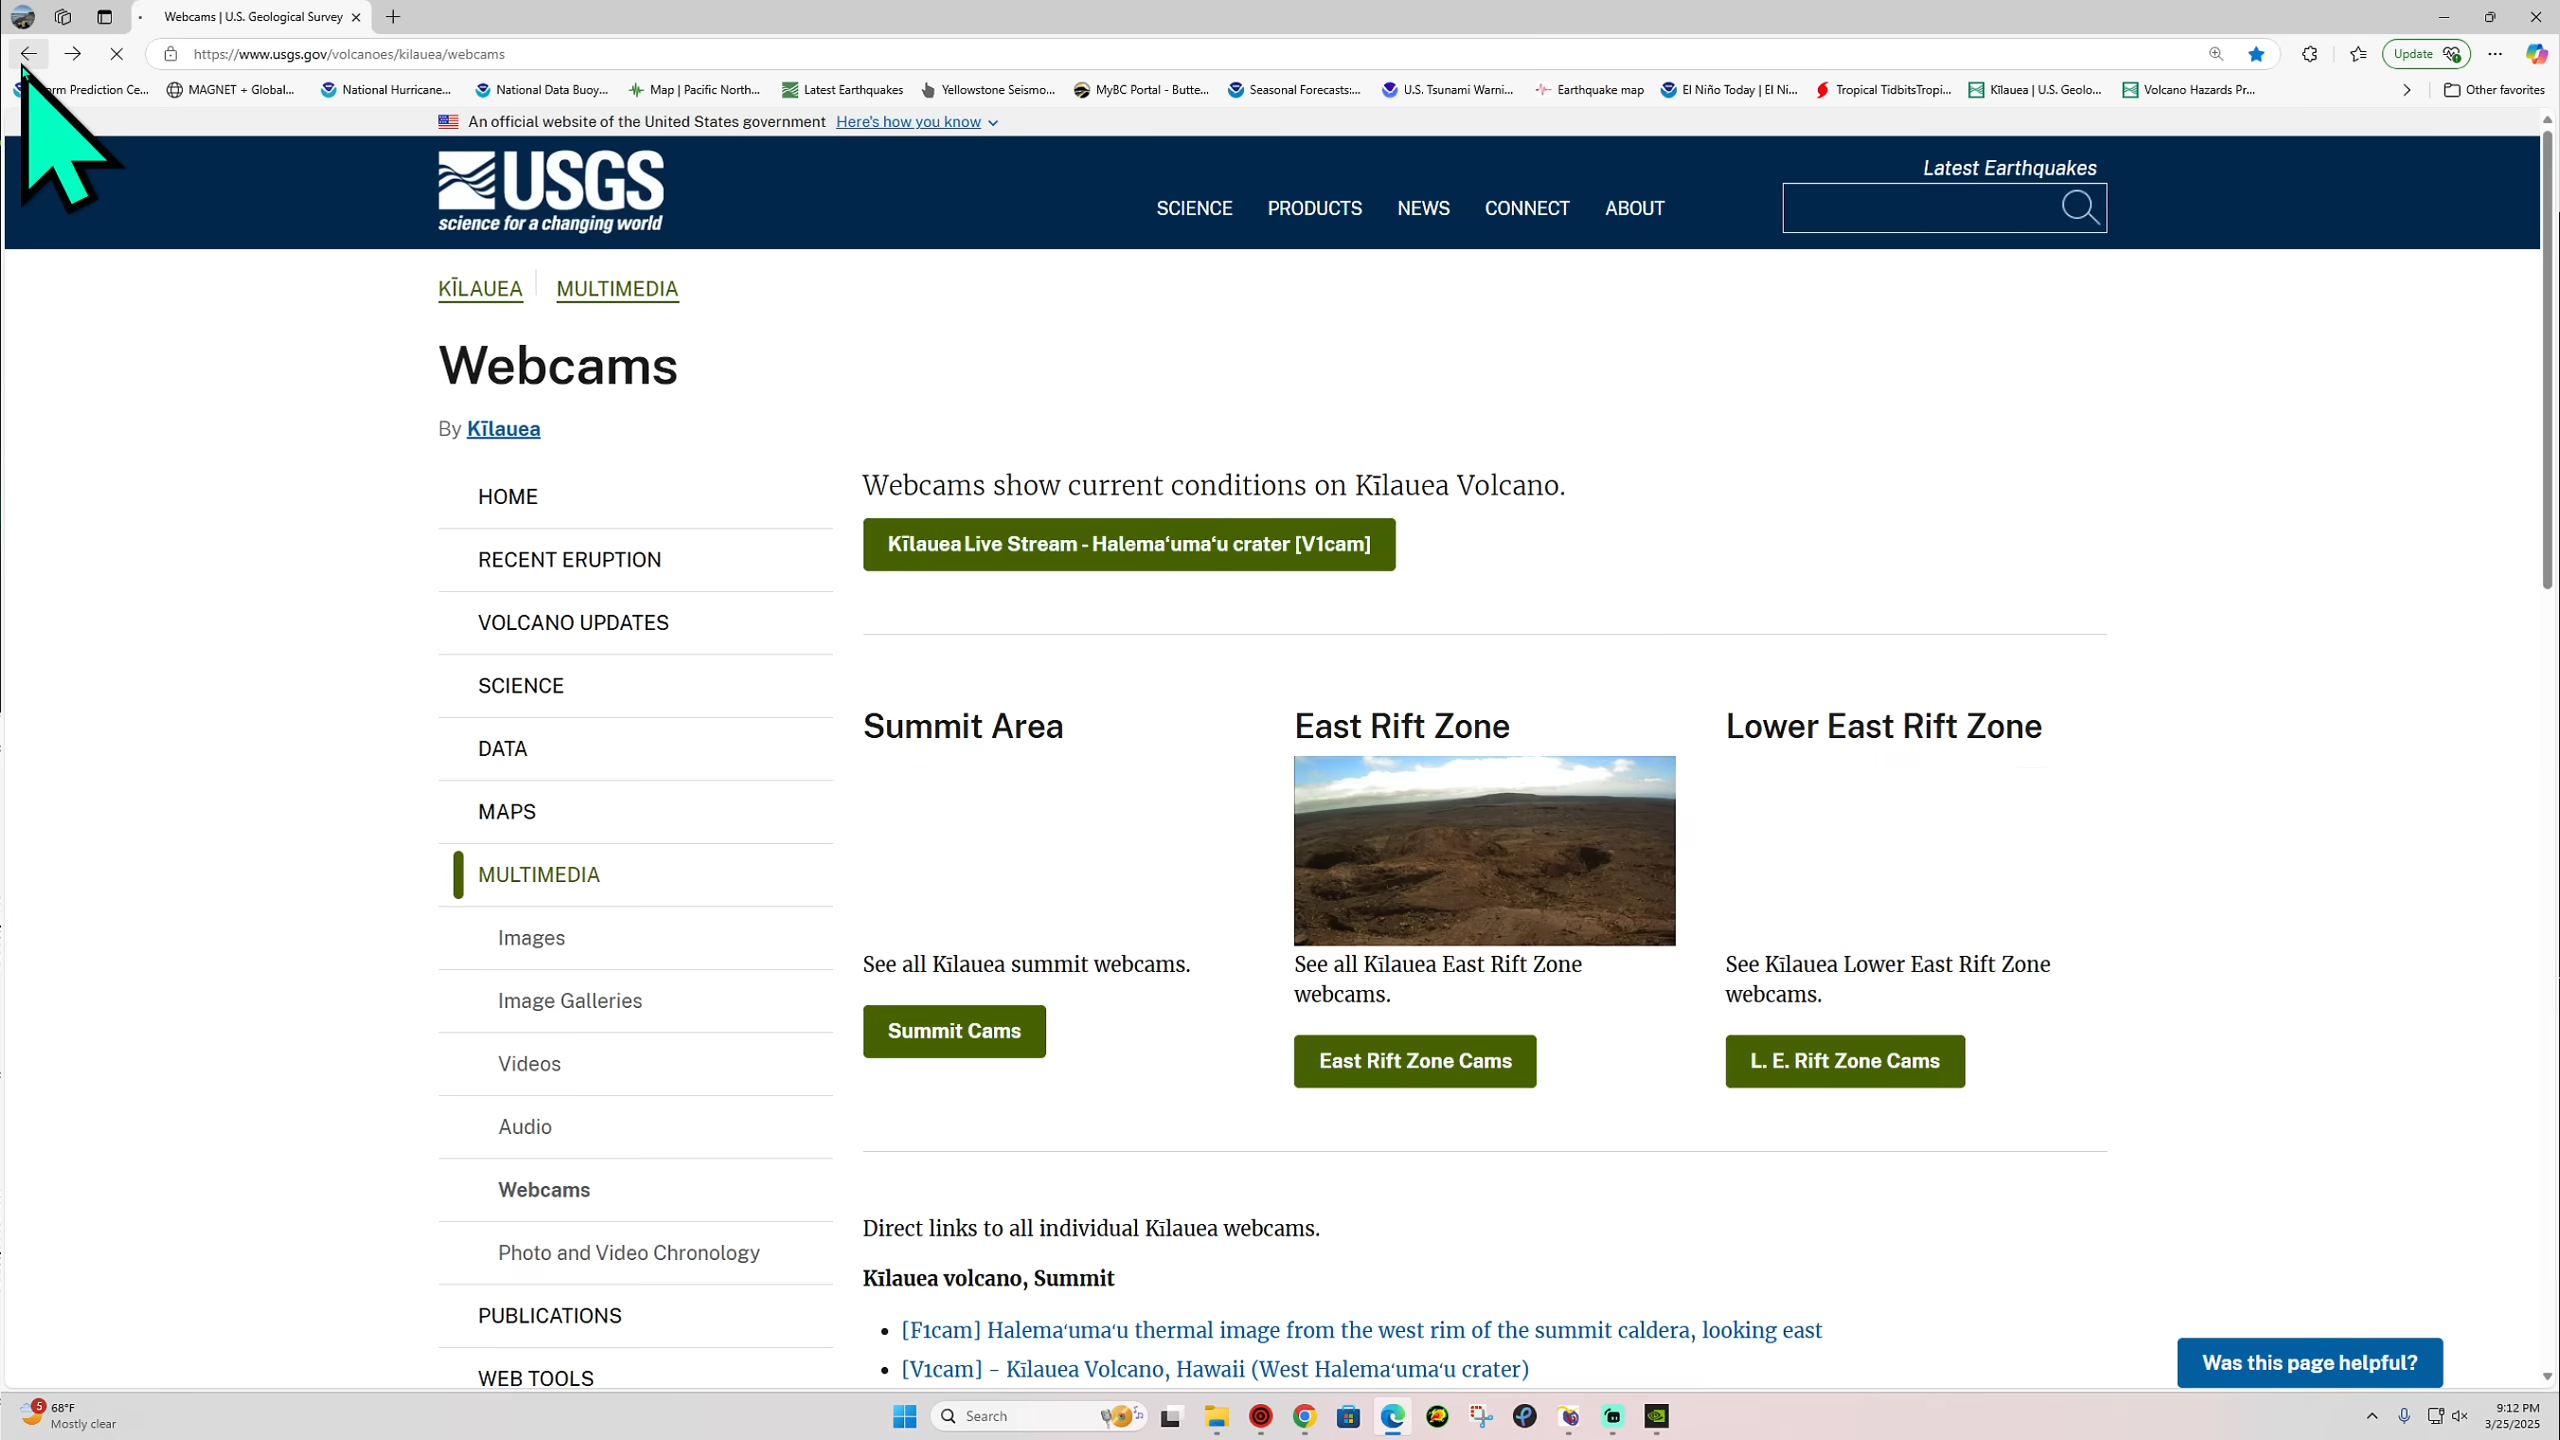 Webcams | U.S. Geological Survey
https://www.usgs.gov/volcanoes/kilauea/webcams
Update
orm Prediction Ce... MAGNET + Global... National Hurricane... National Data Buoy... Map | Pacific North... Latest Earthquakes Yellowstone Seismo... MyBC Portal - Butte... Seasonal Forecasts:... U.S. Tsunami Warni... Earthquake map El Niño Today | El Ni... Tropical TidbitsTropi... Kīlauea | U.S. Geolo... Volcano Hazards Pr... Other favorites
An official website of the United States government Here's how you know
USGS
science for a changing world
Latest Earthquakes
SCIENCE PRODUCTS NEWS CONNECT ABOUT
KĪLAUEA MULTIMEDIA
Webcams
By Kīlauea
HOME
RECENT ERUPTION
VOLCANO UPDATES
SCIENCE
DATA
MAPS
MULTIMEDIA
Images
Image Galleries
Videos
Audio
Webcams
Photo and Video Chronology
PUBLICATIONS
WEB TOOLS
Webcams show current conditions on Kīlauea Volcano.
Kīlauea Live Stream - Halemaʻumaʻu crater [V1cam]
Summit Area
See all Kīlauea summit webcams.
Summit Cams
East Rift Zone
See all Kīlauea East Rift Zone
webcams.
East Rift Zone Cams
Lower East Rift Zone
See Kīlauea Lower East Rift Zone
webcams.
L. E. Rift Zone Cams
Direct links to all individual Kīlauea webcams.
Kīlauea volcano, Summit
• [F1cam] Halemaʻumaʻu thermal image from the west rim of the summit caldera, looking east
• [V1cam] - Kīlauea Volcano, Hawaii (West Halemaʻumaʻu crater)
Was this page helpful?
5
68°F
Mostly clear
Search
9:12 PM
3/25/2025